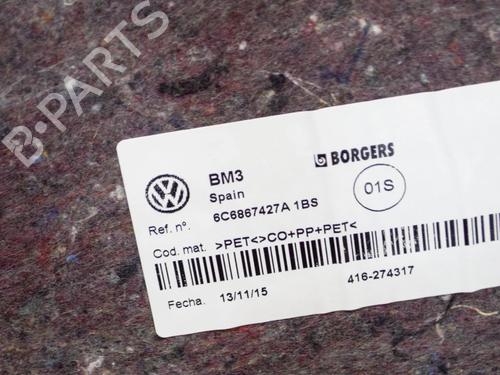 B-PARTS
BM3
BORGERS
Spain
Ref. nº. 6C6867427A 1BS
01S
Cod. mat. >PET<>CO+PP+PET<
416-274317
Fecha. 13/11/15